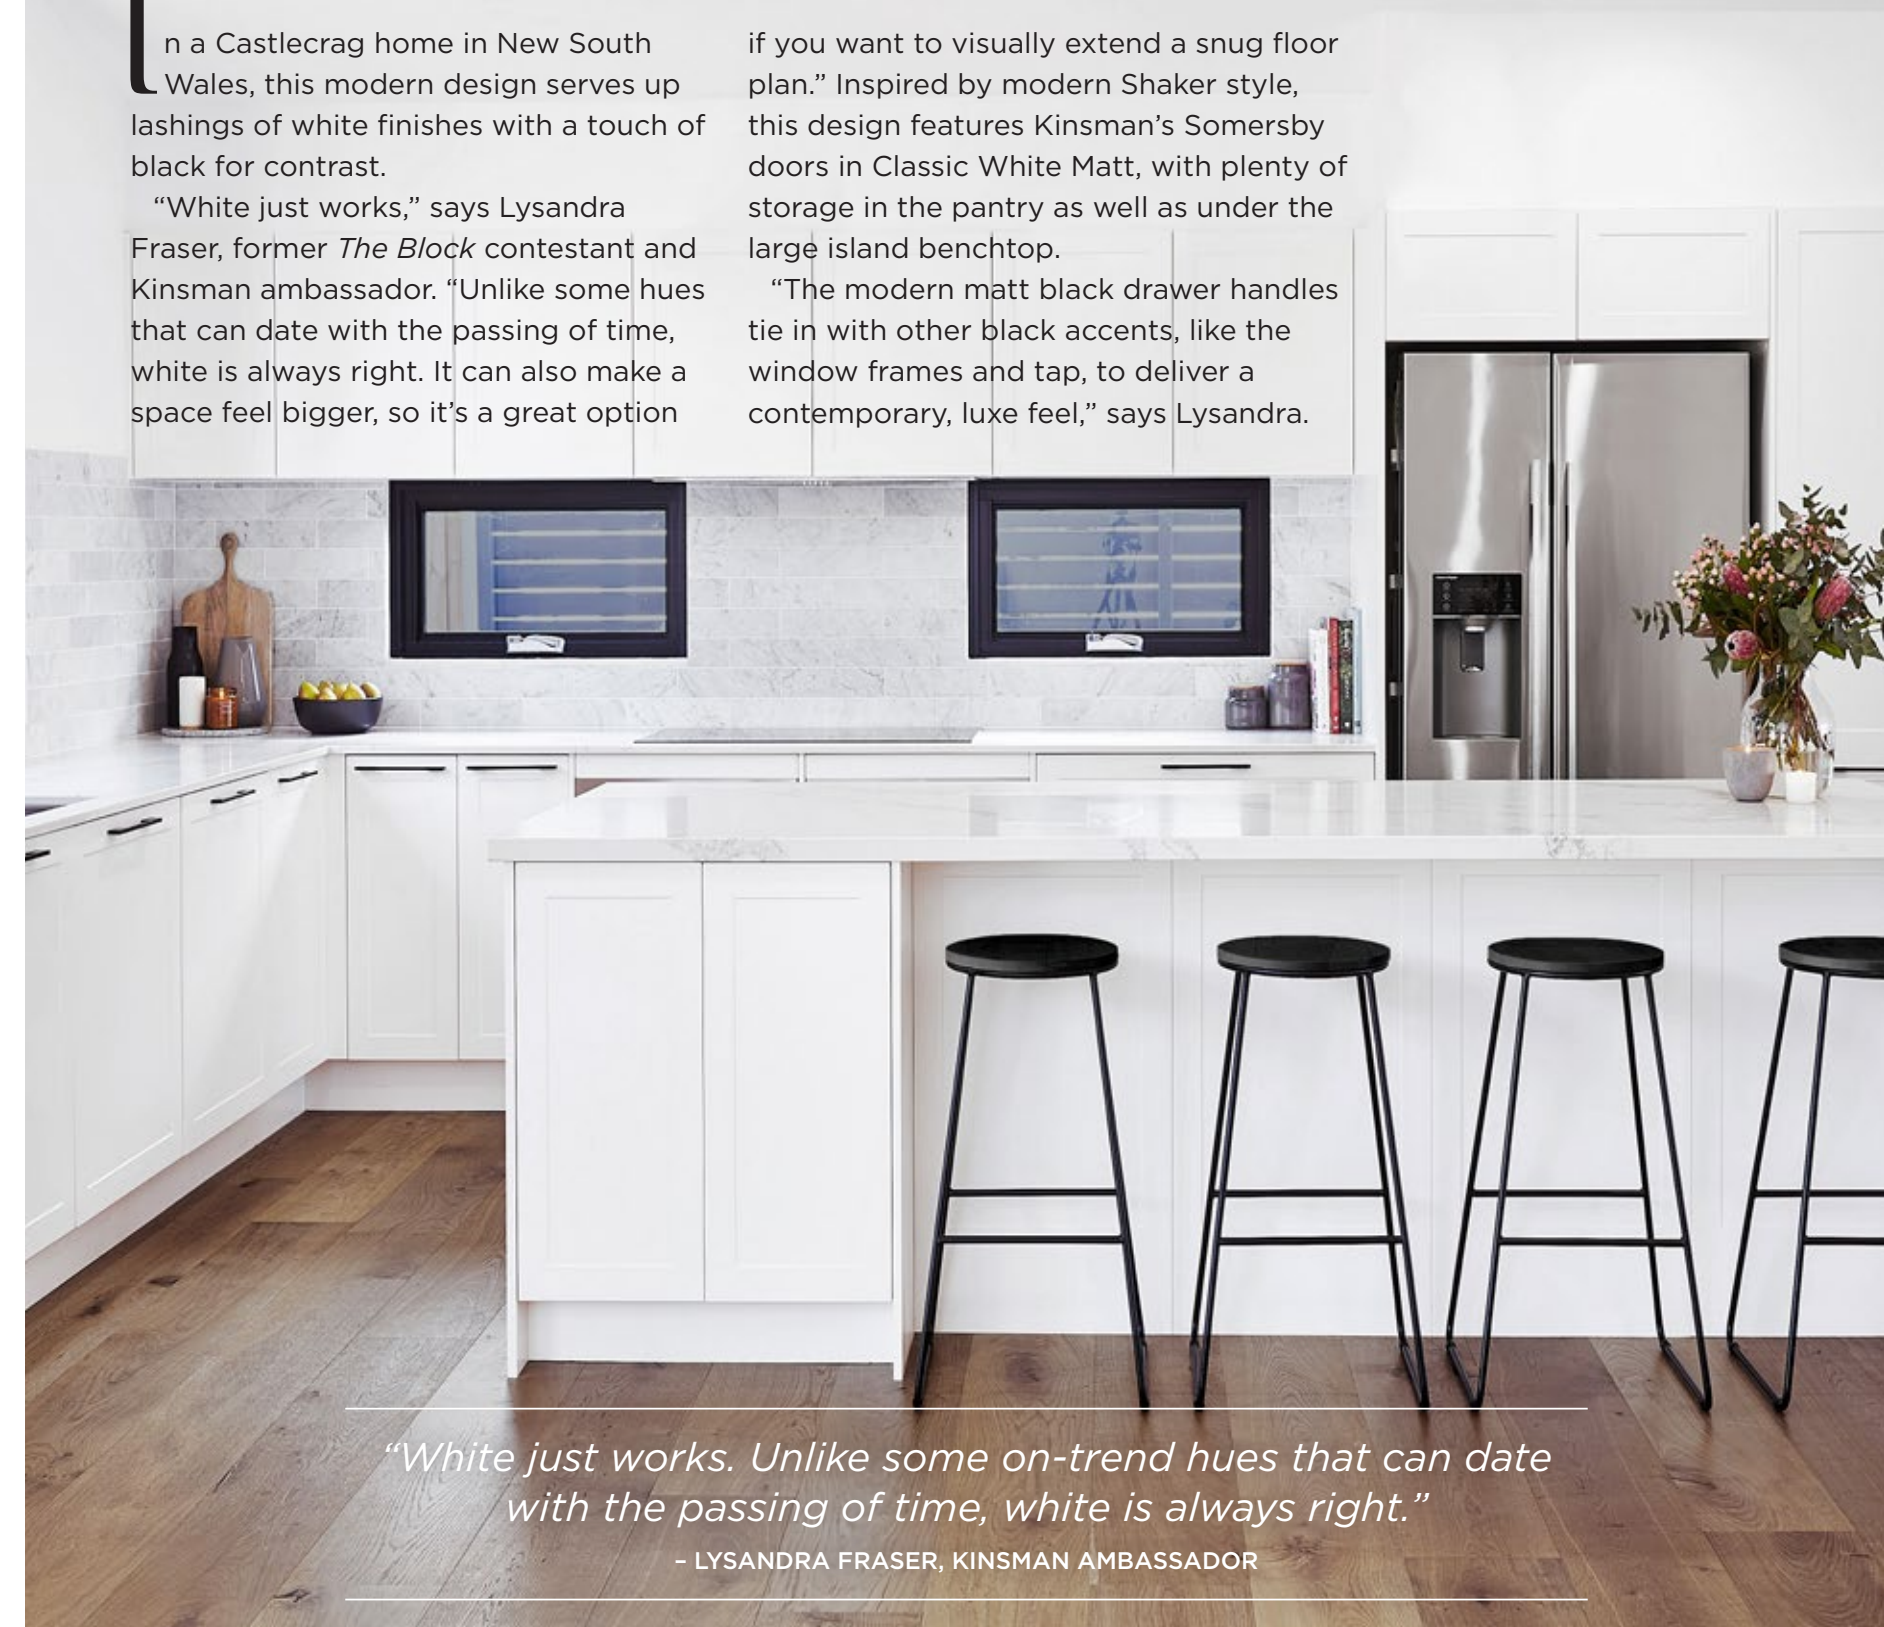 In a Castlecrag home in New South
Wales, this modern design serves up
lashings of white finishes with a touch of
black for contrast.
“White just works,” says Lysandra
Fraser, former The Block contestant and
Kinsman ambassador. “Unlike some hues
that can date with the passing of time,
white is always right. It can also make a
space feel bigger, so it’s a great option
if you want to visually extend a snug floor
plan.” Inspired by modern Shaker style,
this design features Kinsman’s Somersby
doors in Classic White Matt, with plenty of
storage in the pantry as well as under the
large island benchtop.
“The modern matt black drawer handles
tie in with other black accents, like the
window frames and tap, to deliver a
contemporary, luxe feel,” says Lysandra.
“White just works. Unlike some on-trend hues that can date
with the passing of time, white is always right.”
– LYSANDRA FRASER, KINSMAN AMBASSADOR